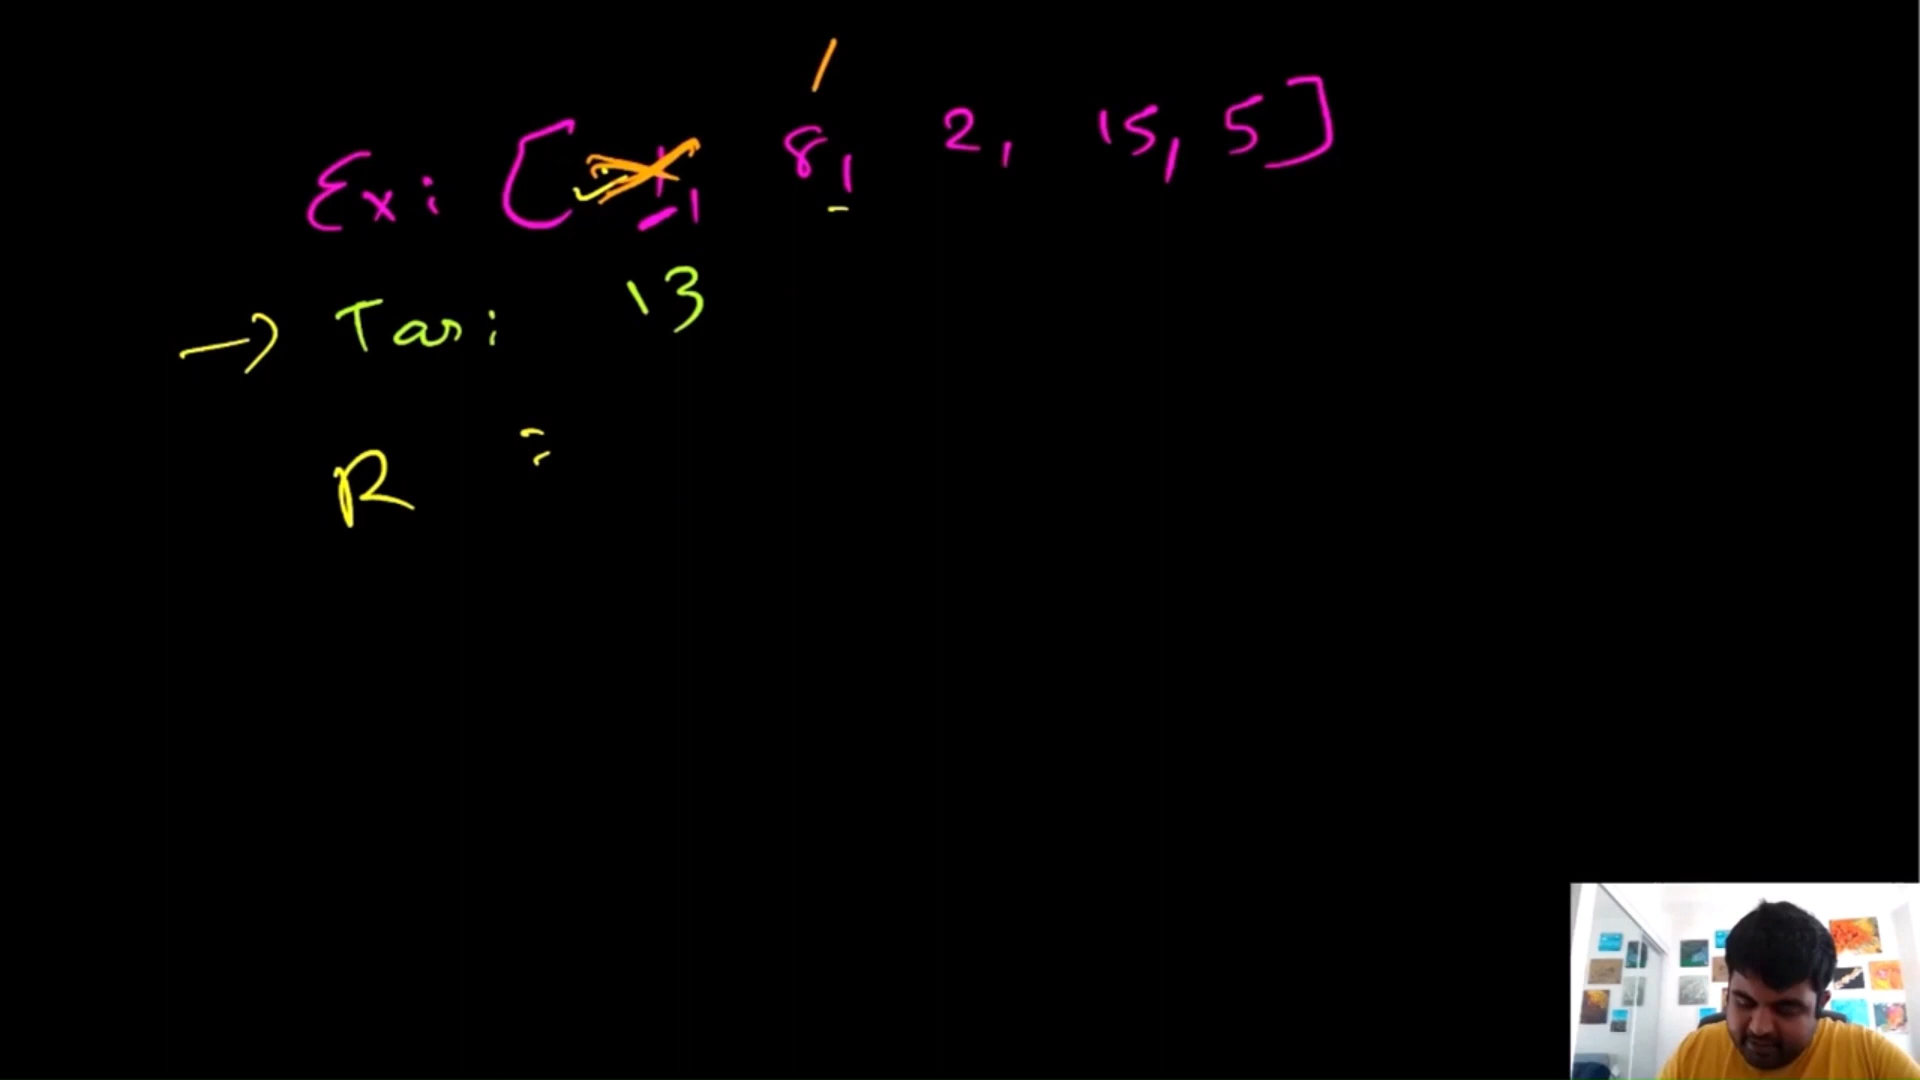 Ex: [ 8, 2, 15, 5]
→ Tar: 13
R =